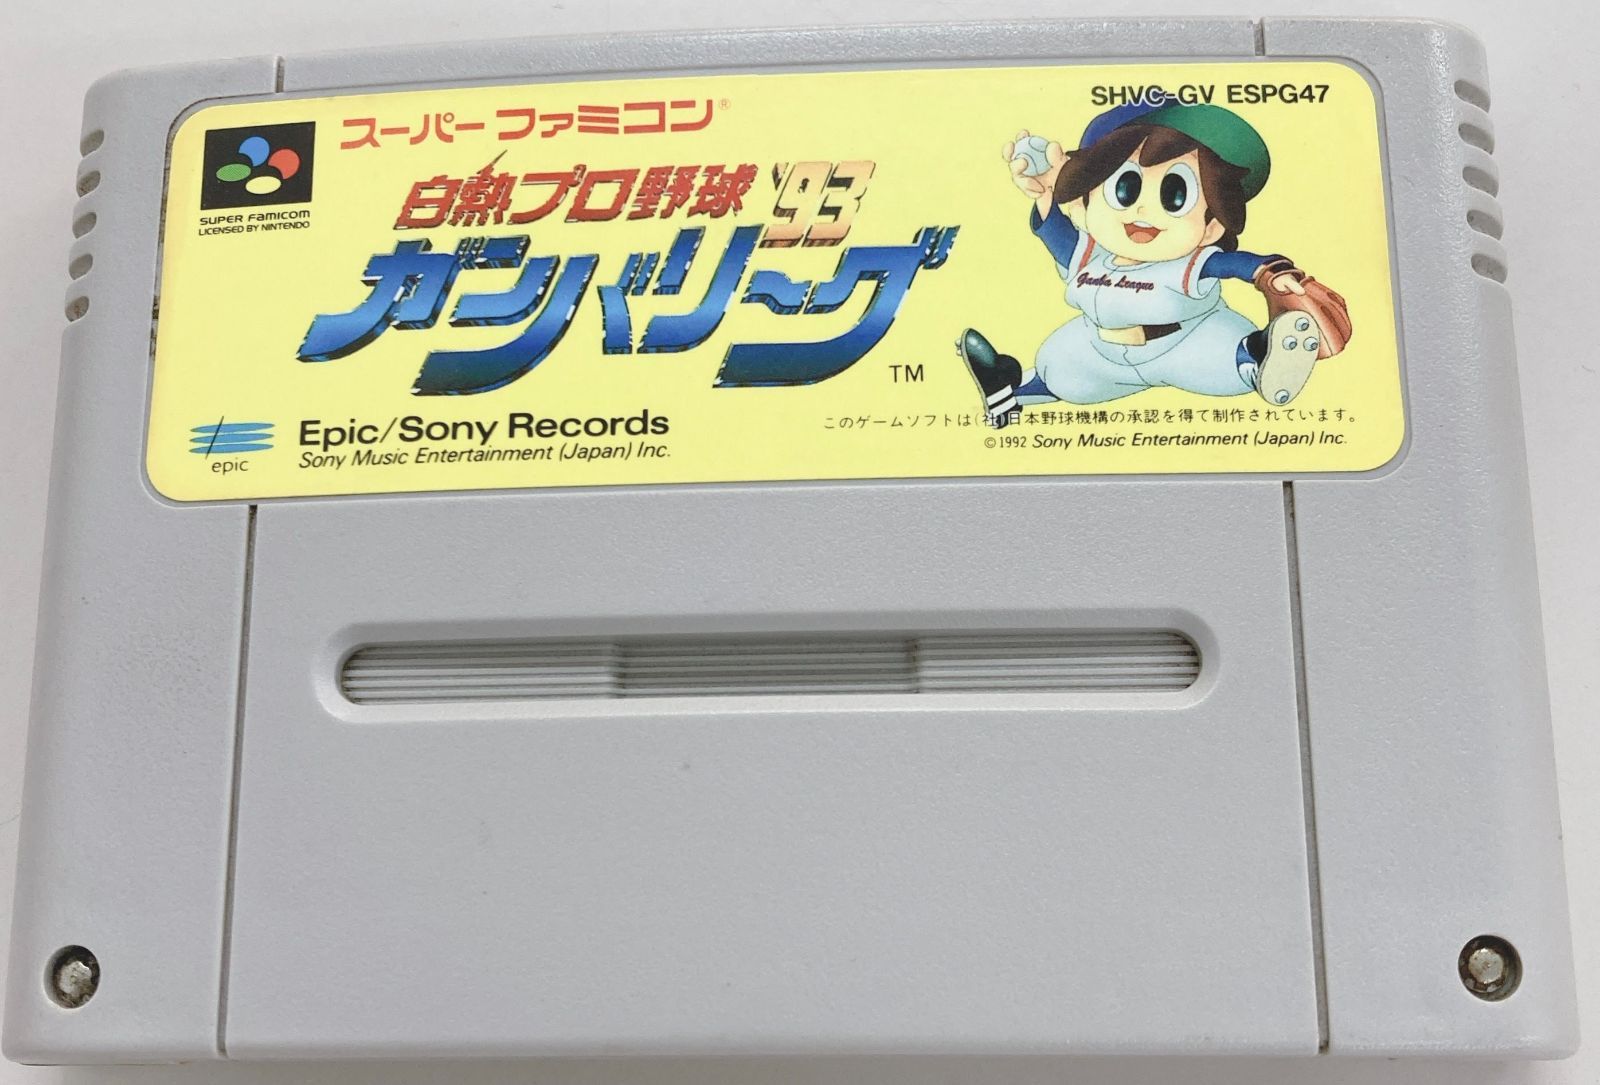 SHVC-GV ESPG47
スーパーファミコン®
SUPER FAMICOM
LICENSED BY NINTENDO
白熱プロ野球'93
ガンバリーグ
TM
Ganba League
epic
Epic/Sony Records
Sony Music Entertainment (Japan) Inc.
このゲームソフトは(社)日本野球機構の承認を得て制作されています。
©1992 Sony Music Entertainment (Japan) Inc.